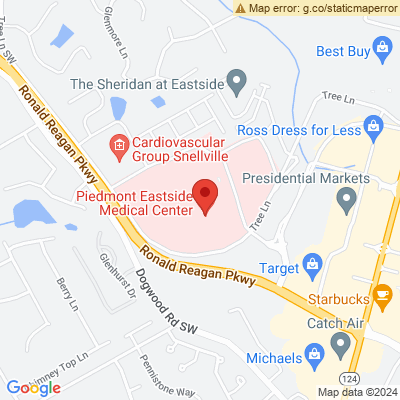 Map error: g.co/staticmaperror
Tree Ln SW
Glenmore Ln
Best Buy
The Sheridan at Eastside
Tree Ln
Ronald Reagan Pkwy
Ross Dress for Less
Cardiovascular
Group Snellville
Presidential Markets
Piedmont Eastside
Medical Center
Tree Ln
Ronald Reagan Pkwy
Target
Glenhurst Dr
Berry Ln
Dogwood Rd SW
Starbucks
Catch Air
Michaels
himney Top Ln
Pennistone Way
124
Google
Map data ©2024